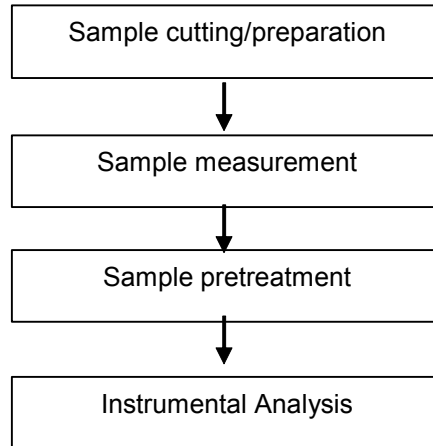 Sample cutting/preparation
Sample measurement
Sample pretreatment
Instrumental Analysis